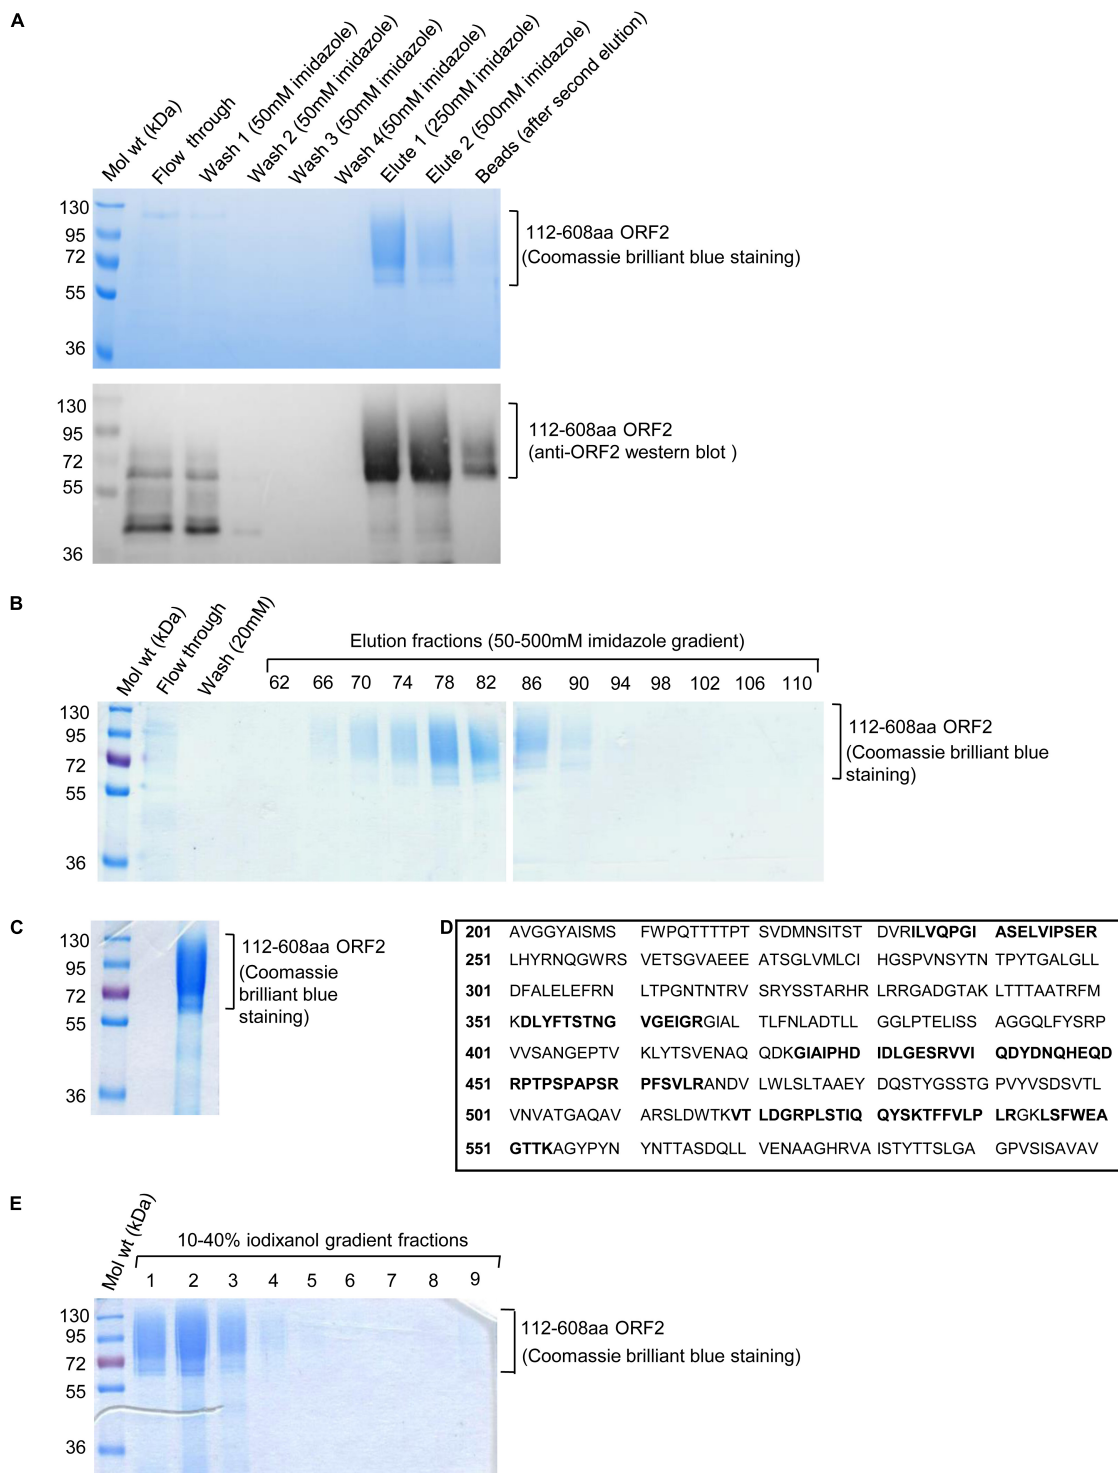 A
Mol wt (kDa)
Flow through
Wash 1 (50mM imidazole)
Wash 2 (50mM imidazole)
Wash 3 (50mM imidazole)
Wash 4(50mM imidazole)
Elute 1 (250mM imidazole)
Elute 2 (500mM imidazole)
Beads (after second elution)
130
95
72
55
36
112-608aa ORF2
(Coomassie brilliant blue staining)
130
95
72
55
36
112-608aa ORF2
(anti-ORF2 western blot )
B
Mol wt (kDa)
Flow through
Wash (20mM)
Elution fractions (50-500mM imidazole gradient)
62 66 70 74 78 82 86 90 94 98 102 106 110
130
95
72
55
36
112-608aa ORF2
(Coomassie brilliant blue
staining)
C
130
95
72
55
36
112-608aa ORF2
(Coomassie
brilliant blue
staining)
D
201 AVGGYAISMS FWPQTTTTPT SVDMNSITST DVRILVQPGI ASELVIPSER
251 LHYRNQGWRS VETSGVAEEE ATSGLVMLCI HGSPVNSYTN TPYTGALGLL
301 DFALELEFRN LTPGNTNTRV SRYSSTARHR LRRGADGTAK LTTTAATRFM
351 KDLYFTSTNG VGEIGRGIAL TLFNLADTLL GGLPTELISS AGGQLFYSRP
401 VVSANGEPTV KLYTSVENAQ QDKGIAIPHD IDLGESRVVI QDYDNQHEQD
451 RPTPSPAPSR PFSVLRANDV LWLSLTAAEY DQSTYGSSTG PVYVSDSVTL
501 VNVATGAQAV ARSLDWTKVT LDGRPLSTIQ QYSKTFFVLP LRGKLSFWEA
551 GTTKAGYPYN YNTTASDQLL VENAAGHRVA ISTYTTSLGA GPVSISAVAV
E
Mol wt (kDa)
10-40% iodixanol gradient fractions
1 2 3 4 5 6 7 8 9
130
95
72
55
36
112-608aa ORF2
(Coomassie brilliant blue staining)